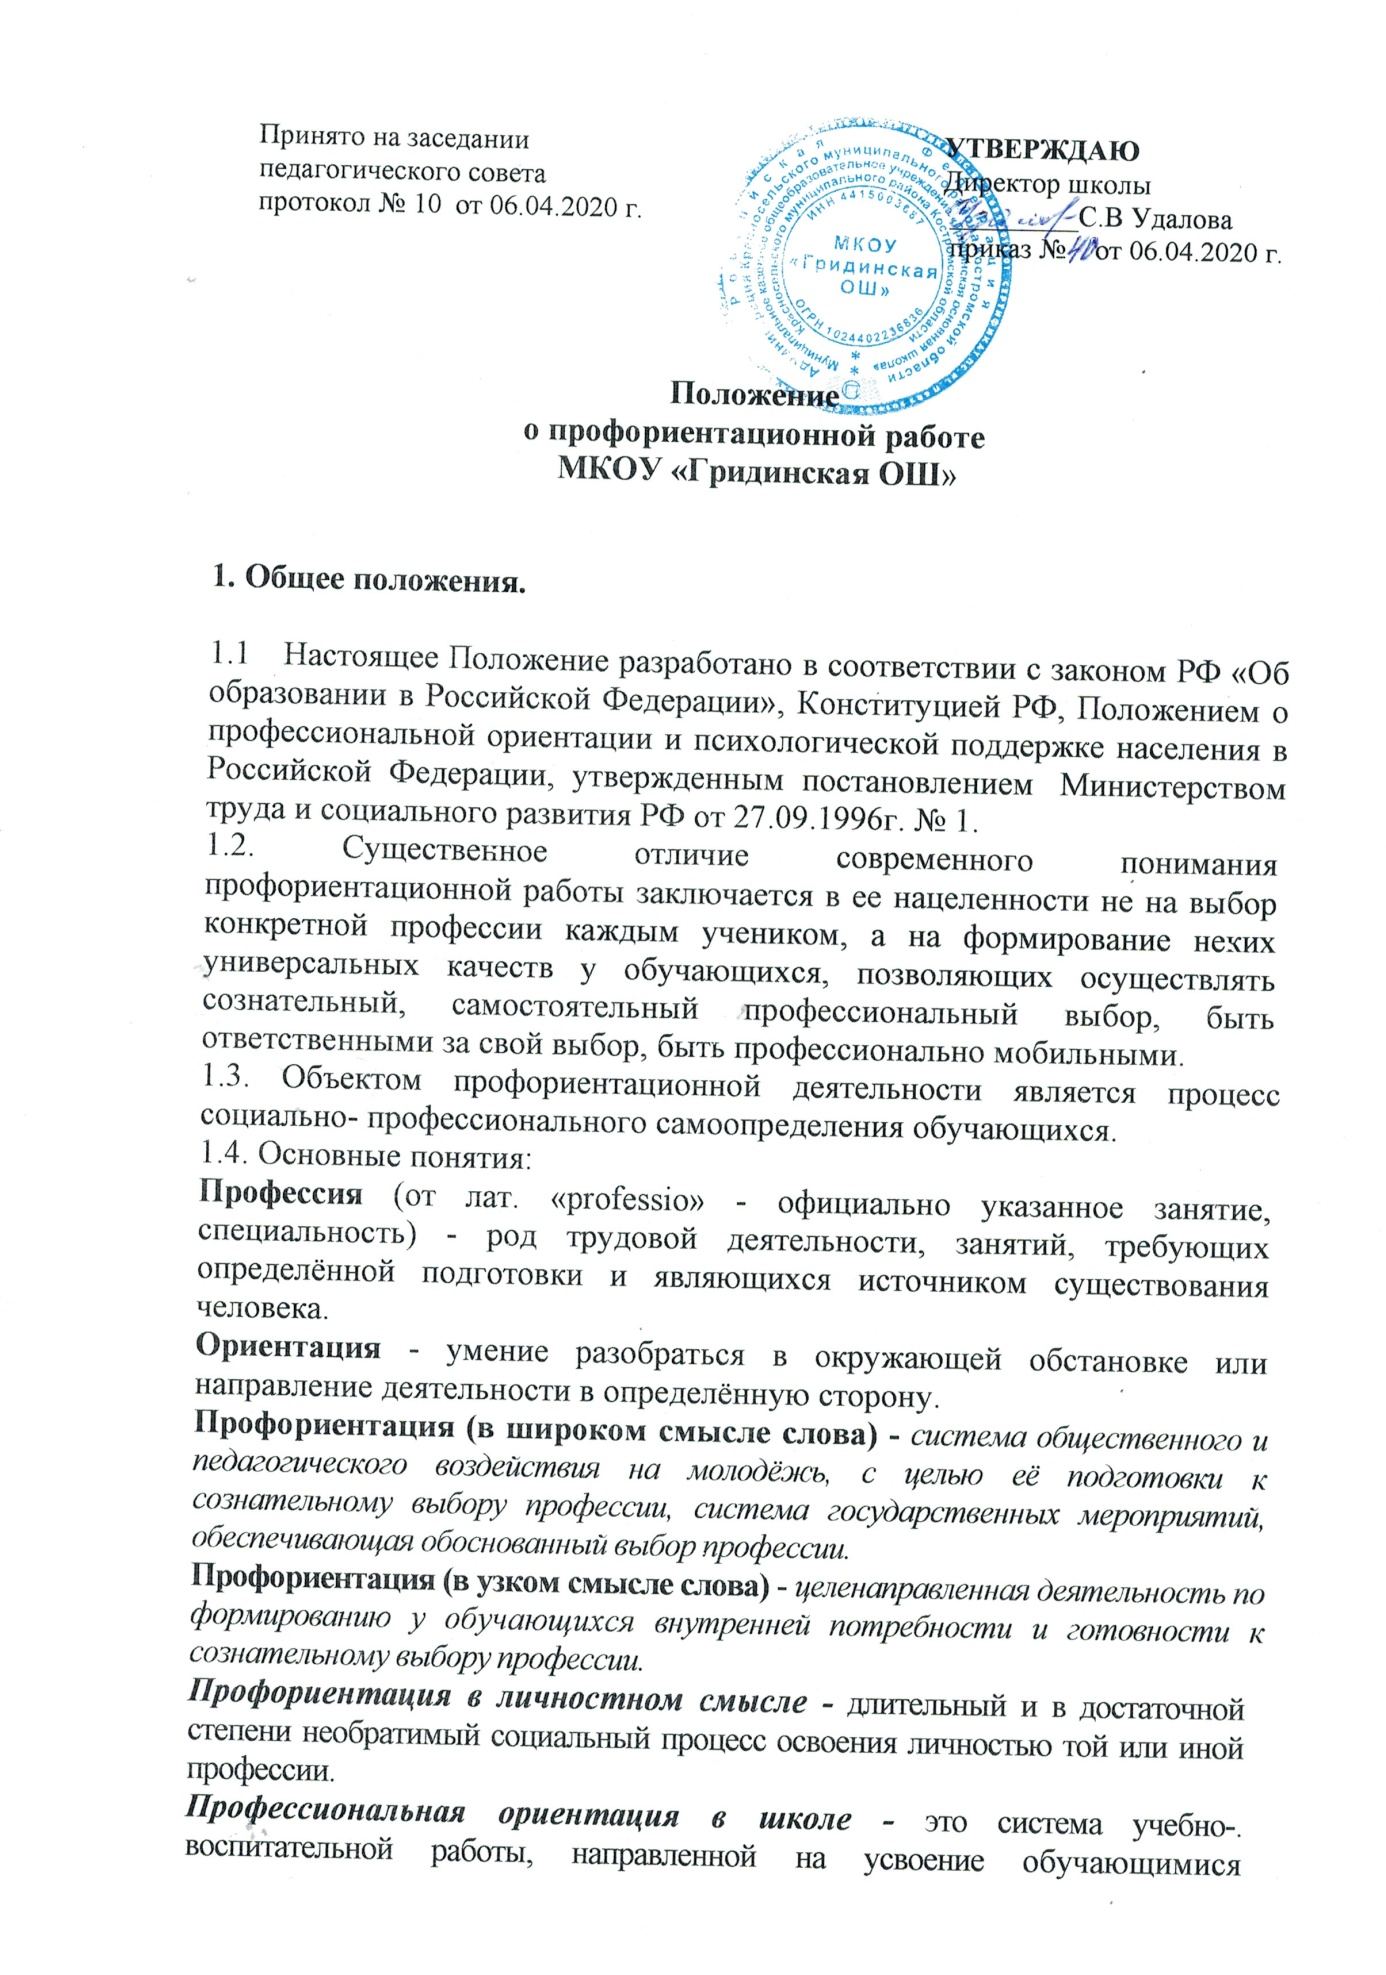 Принято на заседании
педагогического совета
протокол № 10 от 06.04.2020 г.
УТВЕРЖДАЮ
Директор школы
С.В Удалова
приказ № 40 от 06.04.2020 г.
ИНН 4415003687
МКОУ
«Гридинская
ОШ»
ОГРН 1024402236836
Положение
о профориентационной работе
МКОУ «Гридинская ОШ»
1. Общее положения.
1.1 Настоящее Положение разработано в соответствии с законом РФ «Об
образовании в Российской Федерации», Конституцией РФ, Положением о
профессиональной ориентации и психологической поддержке населения в
Российской Федерации, утвержденным постановлением Министерством
труда и социального развития РФ от 27.09.1996г. № 1.
1.2. Существенное отличие современного понимания
профориентационной работы заключается в ее нацеленности не на выбор
конкретной профессии каждым учеником, а на формирование неких
универсальных качеств у обучающихся, позволяющих осуществлять
сознательный, самостоятельный профессиональный выбор, быть
ответственными за свой выбор, быть профессионально мобильными.
1.3. Объектом профориентационной деятельности является процесс
социально- профессионального самоопределения обучающихся.
1.4. Основные понятия:
Профессия (от лат. «professio» - официально указанное занятие,
специальность) - род трудовой деятельности, занятий, требующих
определённой подготовки и являющихся источником существования
человека.
Ориентация - умение разобраться в окружающей обстановке или
направление деятельности в определённую сторону.
Профориентация (в широком смысле слова) - система общественного и
педагогического воздействия на молодёжь, с целью её подготовки к
сознательному выбору профессии, система государственных мероприятий,
обеспечивающая обоснованный выбор профессии.
Профориентация (в узком смысле слова) - целенаправленная деятельность по
формированию у обучающихся внутренней потребности и готовности к
сознательному выбору профессии.
Профориентация в личностном смысле - длительный и в достаточной
степени необратимый социальный процесс освоения личностью той или иной
профессии.
Профессиональная ориентация в школе - это система учебно-.
воспитательной работы, направленной на усвоение обучающимися